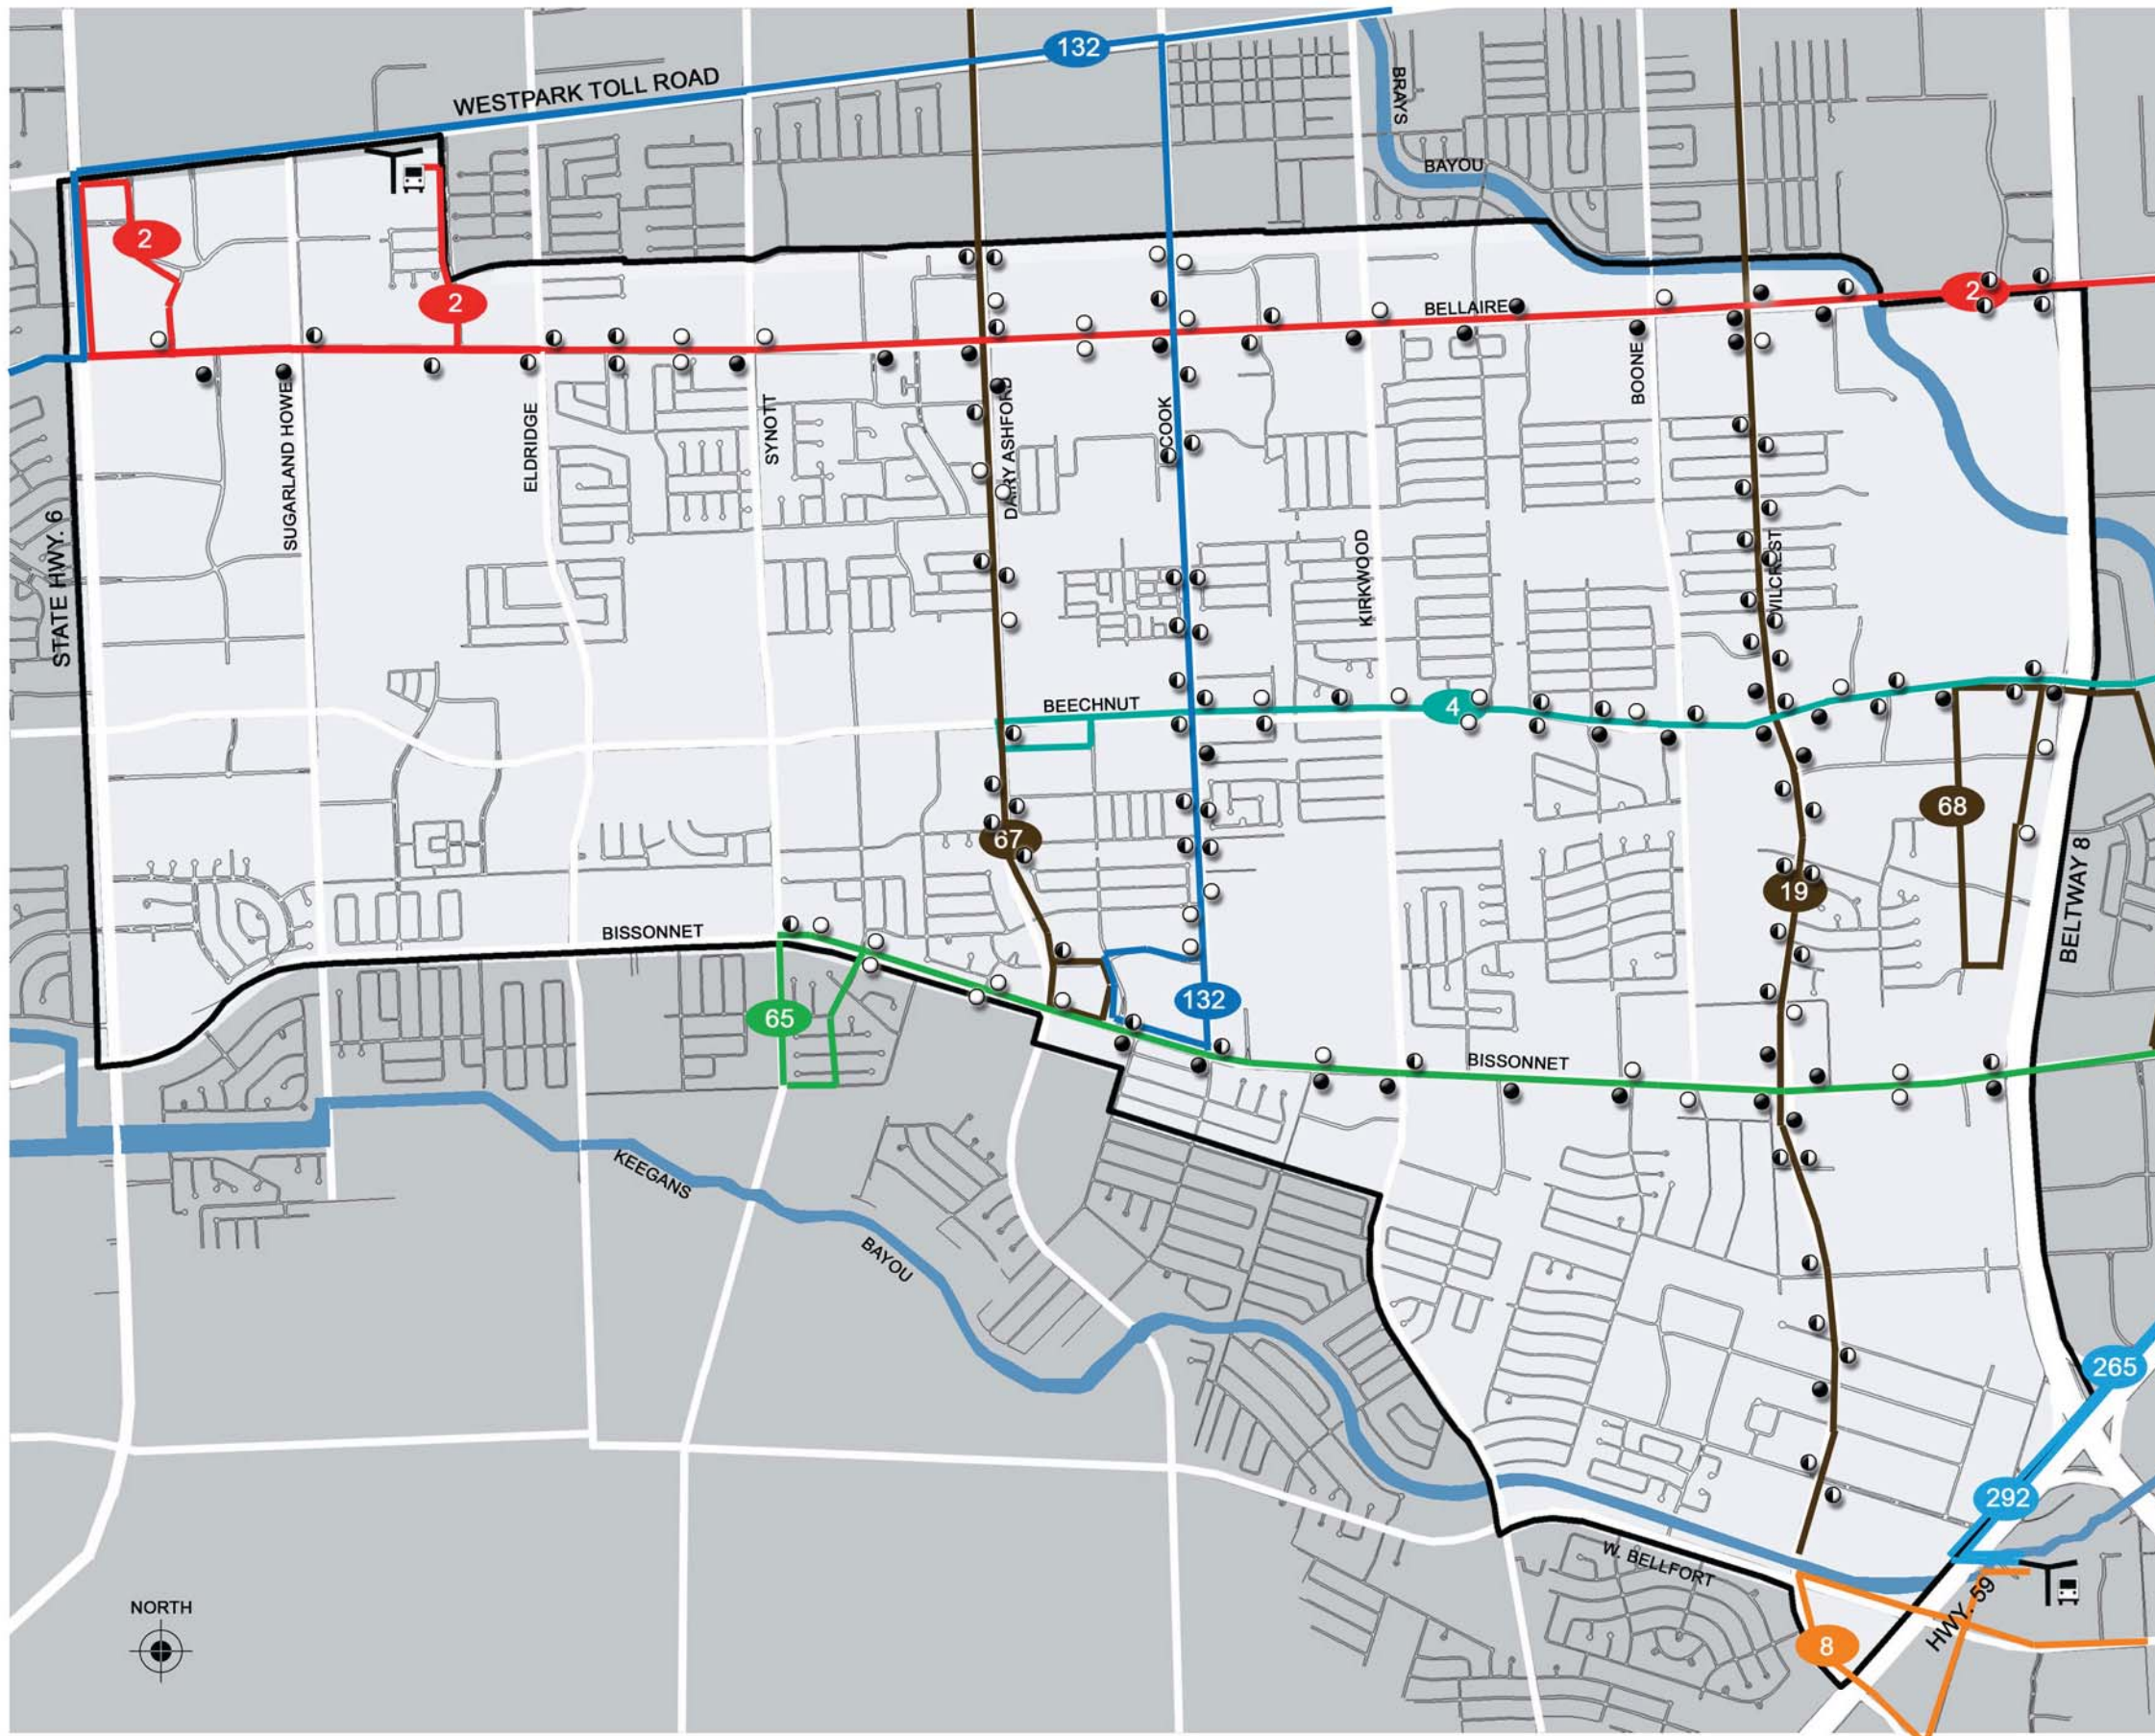 132
WESTPARK TOLL ROAD
BRAYS
BAYOU
2
2
BELLAIRE
2
STATE HWY. 6
SUGARLAND HOWE
ELDRIDGE
SYNOTT
DAIRY ASHFORD
COOK
KIRKWOOD
BOONE
WILCREST
BEECHNUT
4
67
68
19
BELTWAY 8
BISSONNET
65
132
BISSONNET
KEEGANS
BAYOU
265
292
W. BELLFORT
HWY. 59
8
NORTH